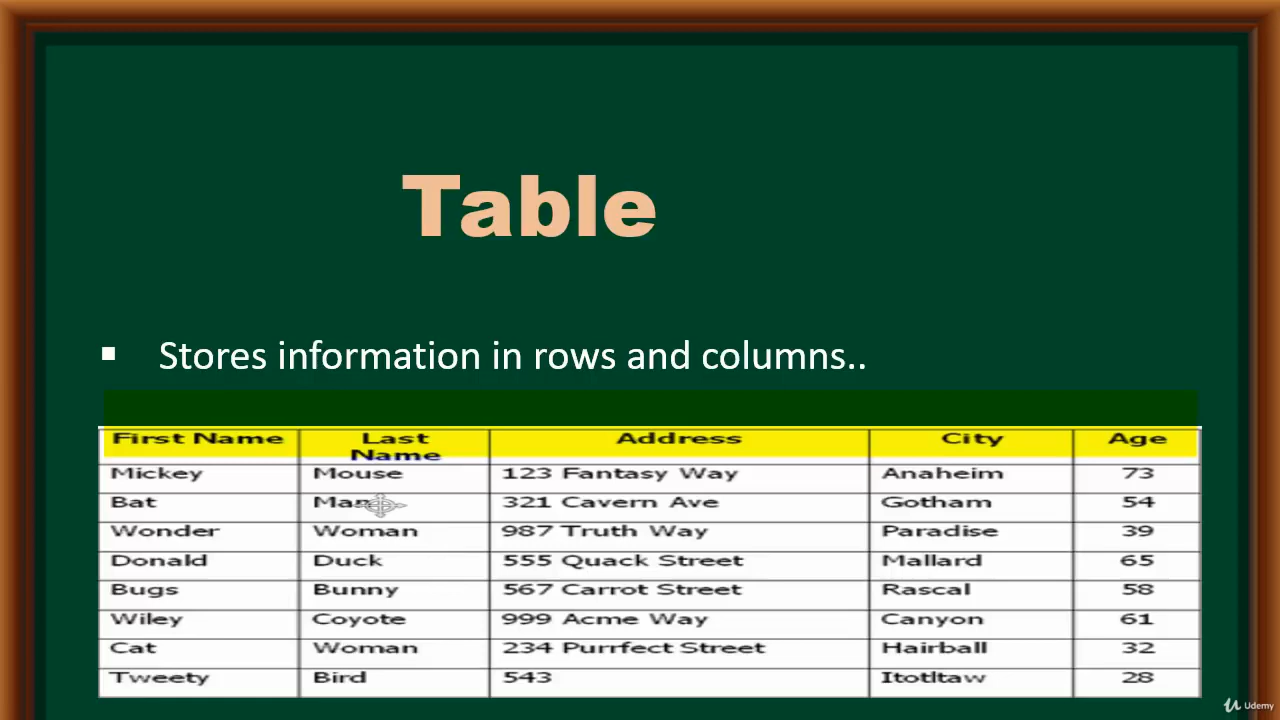 Table
▪ Stores information in rows and columns..
First Name Last Name Address City Age
Mickey Mouse 123 Fantasy Way Anaheim 73
Bat Man 321 Cavern Ave Gotham 54
Wonder Woman 987 Truth Way Paradise 39
Donald Duck 555 Quack Street Mallard 65
Bugs Bunny 567 Carrot Street Rascal 58
Wiley Coyote 999 Acme Way Canyon 61
Cat Woman 234 Purrfect Street Hairball 32
Tweety Bird 543 Itotltaw 28
Udemy